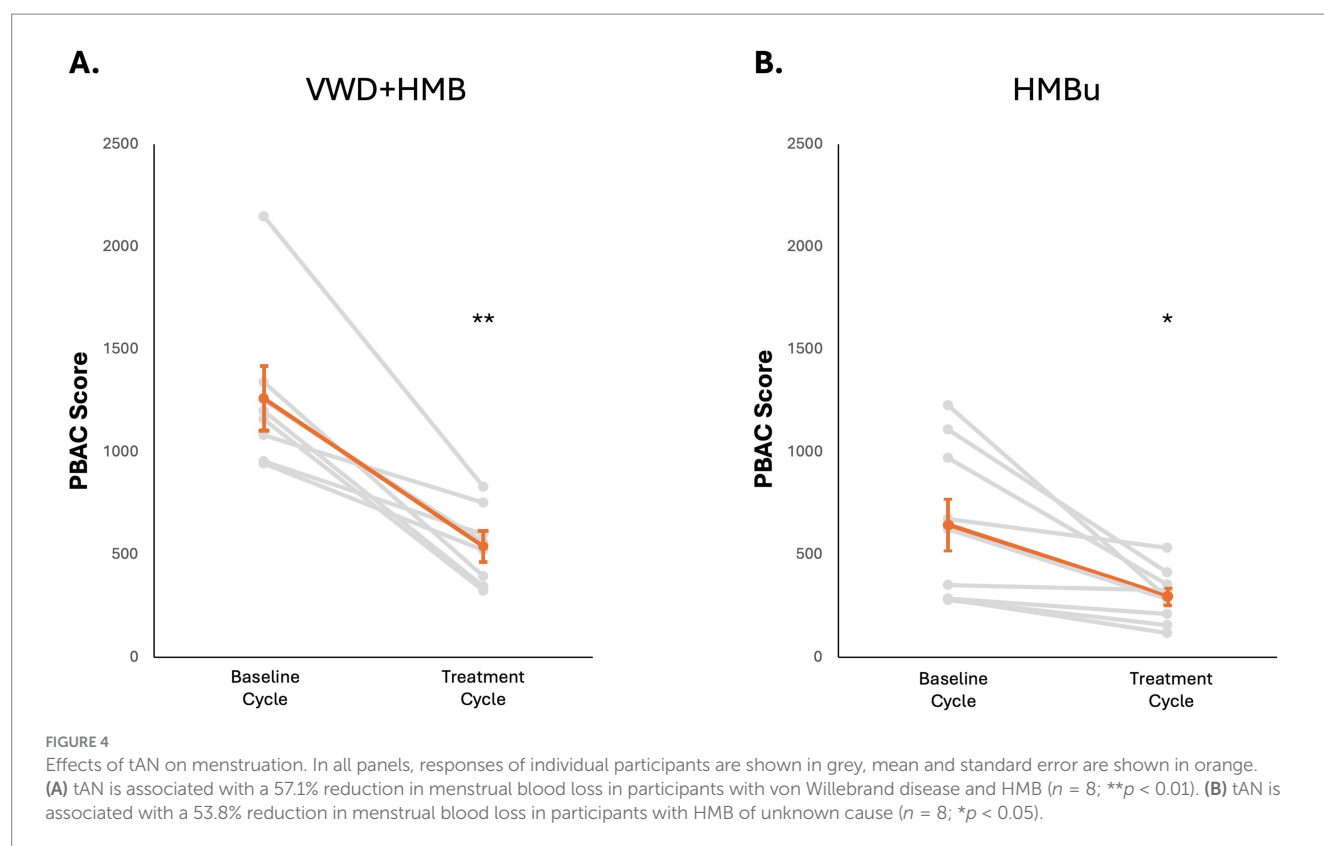 A.
VWD+HMB
2500
2000
1500
1000
500
0
PBAC Score
**
Baseline
Cycle
Treatment
Cycle
B.
HMBu
2500
2000
1500
1000
500
0
PBAC Score
*
Baseline
Cycle
Treatment
Cycle
FIGURE 4
Effects of tAN on menstruation. In all panels, responses of individual participants are shown in grey, mean and standard error are shown in orange.
(A) tAN is associated with a 57.1% reduction in menstrual blood loss in participants with von Willebrand disease and HMB (n = 8; **p < 0.01). (B) tAN is
associated with a 53.8% reduction in menstrual blood loss in participants with HMB of unknown cause (n = 8; *p < 0.05).